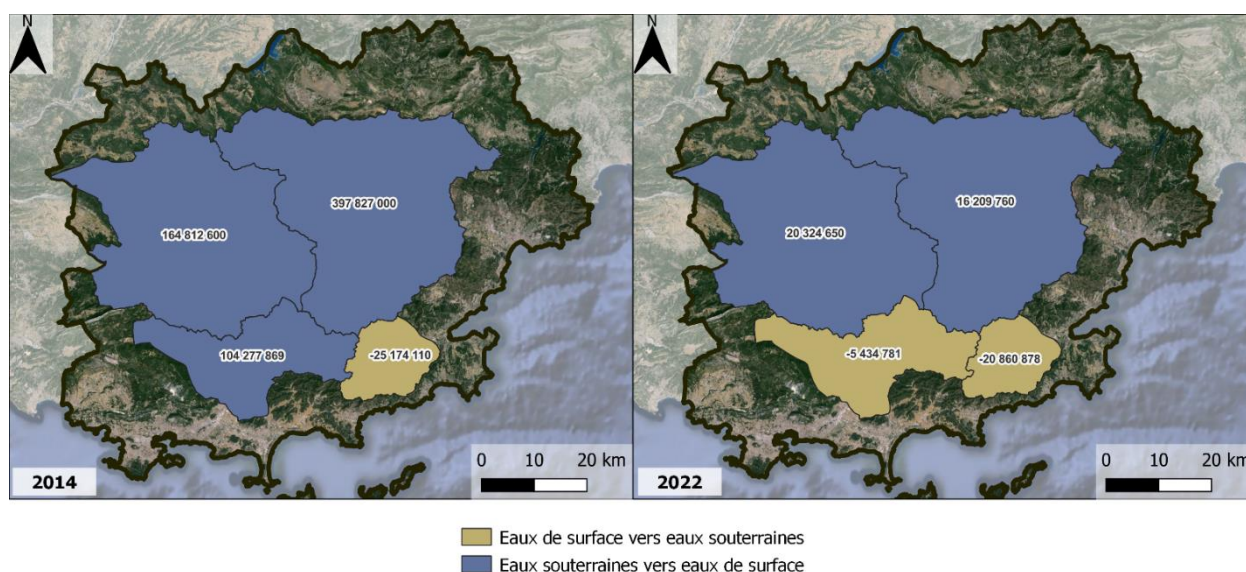 N
N
397 827 000
164 812 600
104 277 869
-25 174 110
2014
0 10 20 km
16 209 760
20 324 650
-5 434 781
-20 860 878
2022
0 10 20 km
Eaux de surface vers eaux souterraines
Eaux souterraines vers eaux de surface